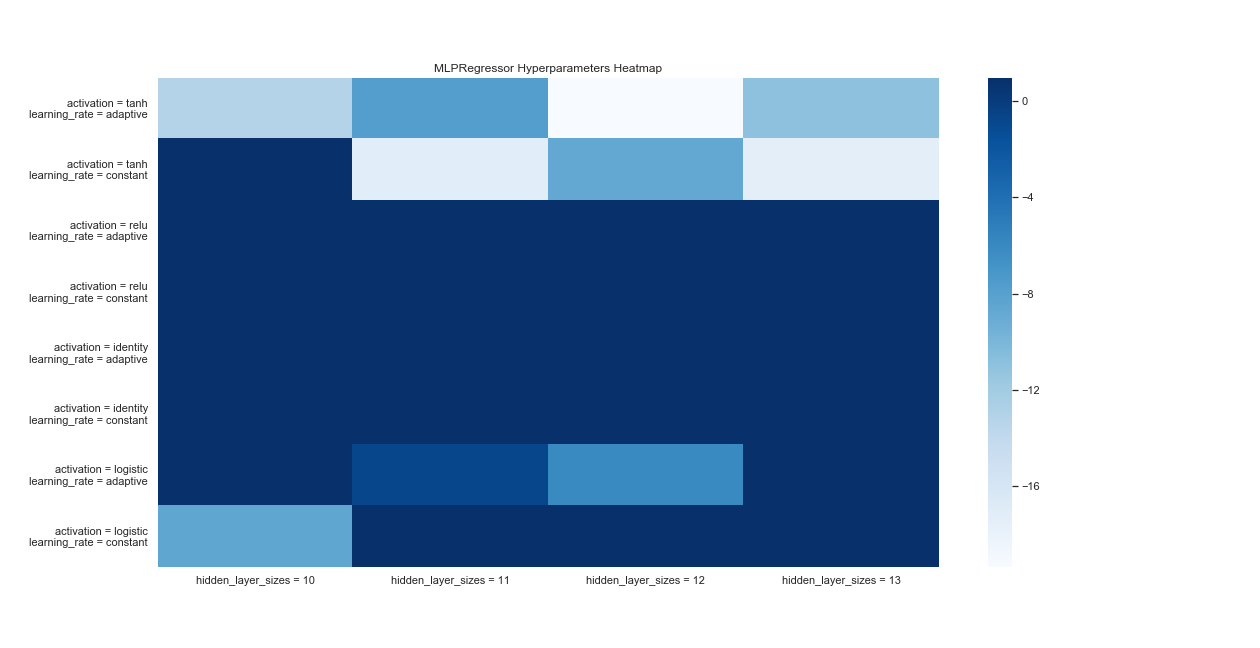 MLPRegressor Hyperparameters Heatmap
activation = tanh
learning_rate = adaptive
activation = tanh
learning_rate = constant
activation = relu
learning_rate = adaptive
activation = relu
learning_rate = constant
activation = identity
learning_rate = adaptive
activation = identity
learning_rate = constant
activation = logistic
learning_rate = adaptive
activation = logistic
learning_rate = constant
hidden_layer_sizes = 10
hidden_layer_sizes = 11
hidden_layer_sizes = 12
hidden_layer_sizes = 13
0
−4
−8
−12
−16